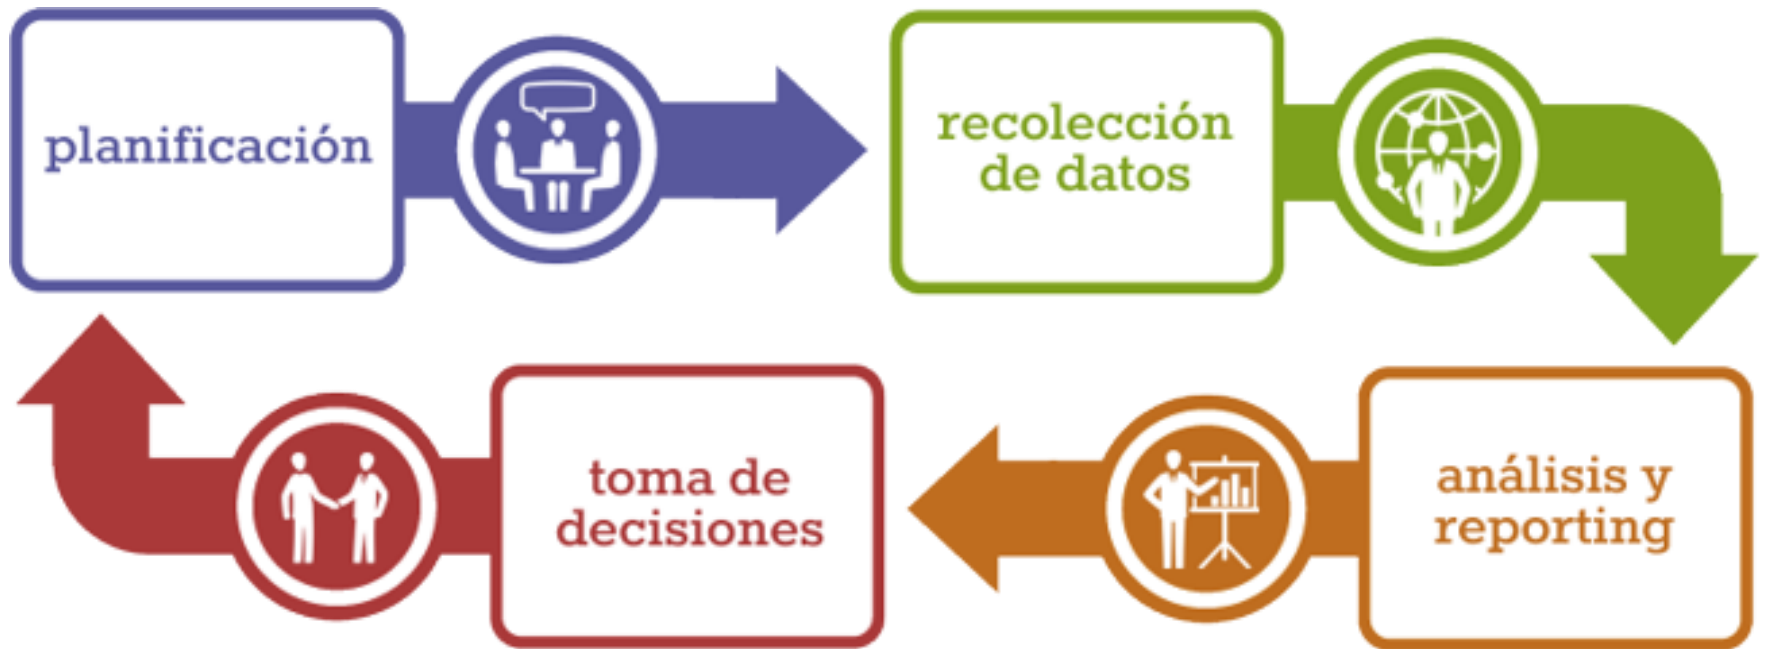 planificación
recolección
de datos
análisis y
reporting
toma de
decisiones